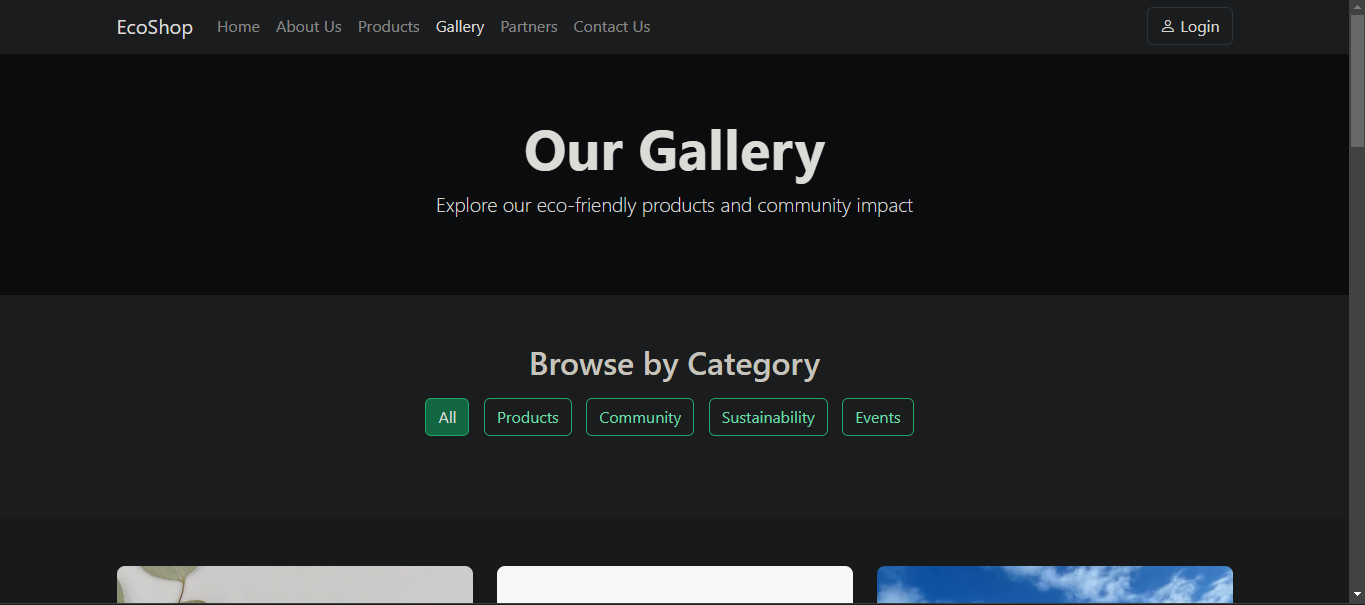 EcoShop Home About Us Products Gallery Partners Contact Us Login
Our Gallery
Explore our eco-friendly products and community impact
Browse by Category
All Products Community Sustainability Events